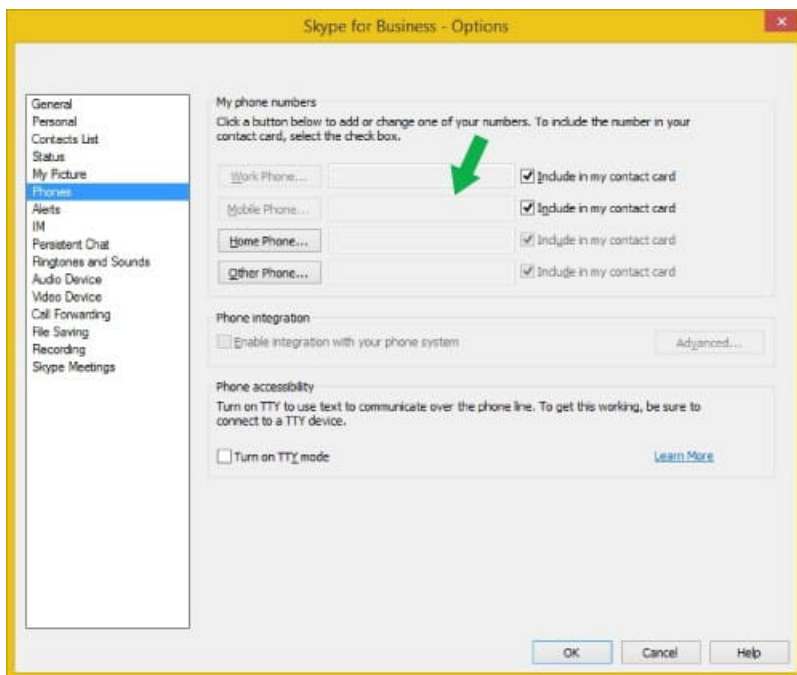 Skype for Business - Options
General
Personal
Contacts List
Status
My Picture
Phones
Alerts
IM
Persistent Chat
Ringtones and Sounds
Audio Device
Video Device
Call Forwarding
File Saving
Recording
Skype Meetings
My phone numbers
Click a button below to add or change one of your numbers. To include the number in your
contact card, select the check box.
Work Phone... Include in my contact card
Mobile Phone... Include in my contact card
Home Phone... Include in my contact card
Other Phone... Include in my contact card
Phone integration
Enable integration with your phone system Advanced...
Phone accessibility
Turn on TTY to use text to communicate over the phone line. To get this working, be sure to
connect to a TTY device.
Turn on TTY mode Learn More
OK Cancel Help